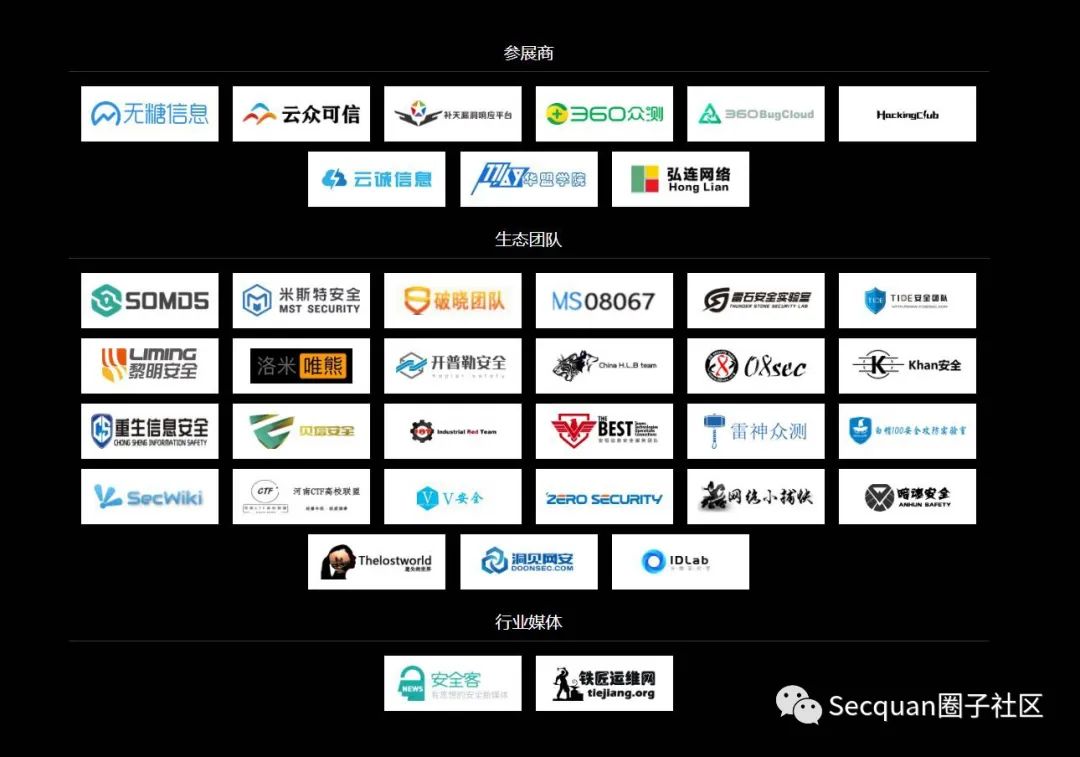 参展商
无糖信息
云众可信
补天漏洞响应平台
360众测
360BugCloud
HackingClub
云诚信息
华盟学院
弘连网络
Hong Lian
生态团队
SOMD5
米斯特安全
MST SECURITY
破晓团队
MS08067
雷石安全实验室
THUNDER STONE SECURITY LAB
TIDE
TIDE安全团队
LIMING
黎明安全
洛米唯熊
开普勒安全
China H.L.B team
08sec
Khan安全
重生信息安全
CHONG SHENG INFORMATION SAFETY
贝塔安全
Industrial Red Team
THE
BEST
雷神众测
白帽100安全攻防实验室
SecWiki
CTF
河南CTF高校联盟
V安全
ZERO SECURITY
网络小捕快
暗魂安全
ANHUN SAFETY
Thelostworld
洞见网安
DOONSEC.COM
IDLab
行业媒体
NEWS
安全客
有思想的安全新媒体
铁匠运维网
tiejiang.org
Secquan圈子社区